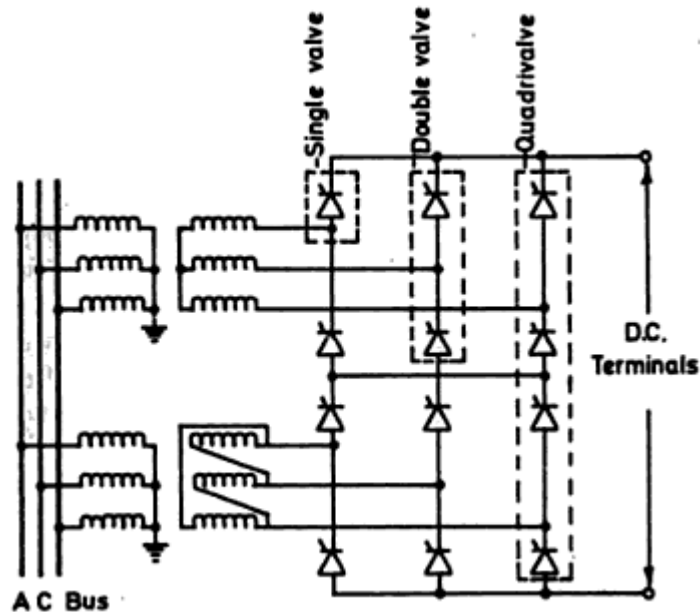 Single valve
Double valve
Quadrivalve
D.C.
Terminals
A C Bus